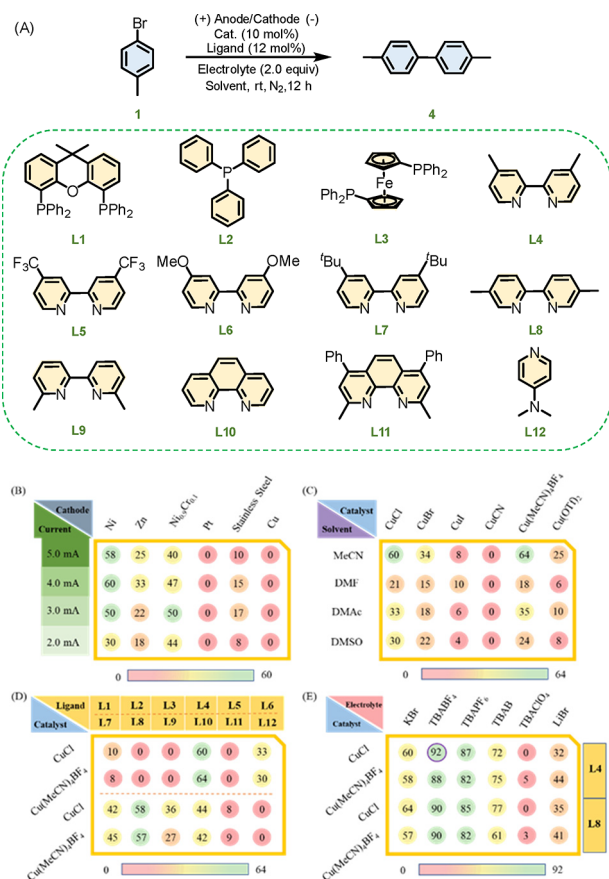 (A)
Br
(+) Anode/Cathode (-)
Cat. (10 mol%)
Ligand (12 mol%)
Electrolyte (2.0 equiv)
Solvent, rt, N2,12 h
1
4
O
PPh2
PPh2
L1
P
L2
Fe
PPh2
Ph2P
L3
N
N
L4
F3C
CF3
N
N
L5
MeO
OMe
N
N
L6
tBu
tBu
N
N
L7
N
N
L8
N
N
L9
N
N
L10
Ph
Ph
N
N
L11
N
N
L12
(B)
Cathode
Current
Ni Zn Ni0.9Cr0.1 Pt Stainless Steel Cu
5.0 mA 58 25 40 0 10 0
4.0 mA 60 33 47 0 15 0
3.0 mA 50 22 50 0 17 0
2.0 mA 30 18 44 0 8 0
0 60
(C)
Catalyst
Solvent
CuCl CuBr CuI CuCN Cu(MeCN)4BF4 Cu(OTf)2
MeCN 60 34 8 0 64 25
DMF 21 15 10 0 18 6
DMAc 33 18 6 0 35 10
DMSO 30 22 4 0 24 8
0 64
(D)
Ligand
Catalyst
L1 L2 L3 L4 L5 L6
L7 L8 L9 L10 L11 L12
CuCl 10 0 0 60 0 33
Cu(MeCN)4BF4 8 0 0 64 0 30
CuCl 42 58 36 44 8 0
Cu(MeCN)4BF4 45 57 27 42 9 0
0 64
(E)
Electrolyte
Catalyst
KBr TBABF4 TBAPF6 TBAB TBAClO4 LiBr
CuCl 60 92 87 72 0 32
Cu(MeCN)4BF4 58 88 82 75 5 44
L4
CuCl 64 90 85 77 0 35
Cu(MeCN)4BF4 57 90 82 61 3 41
L8
0 92